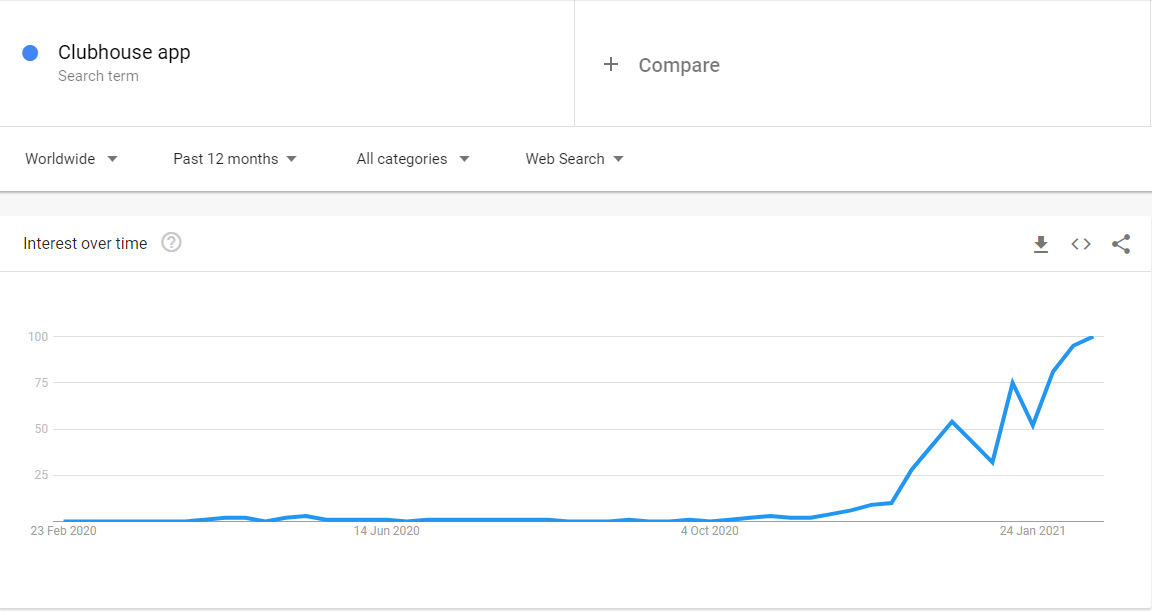 Clubhouse app
Search term
+ Compare
Worldwide
Past 12 months
All categories
Web Search
Interest over time ?
100
75
50
25
23 Feb 2020
14 Jun 2020
4 Oct 2020
24 Jan 2021